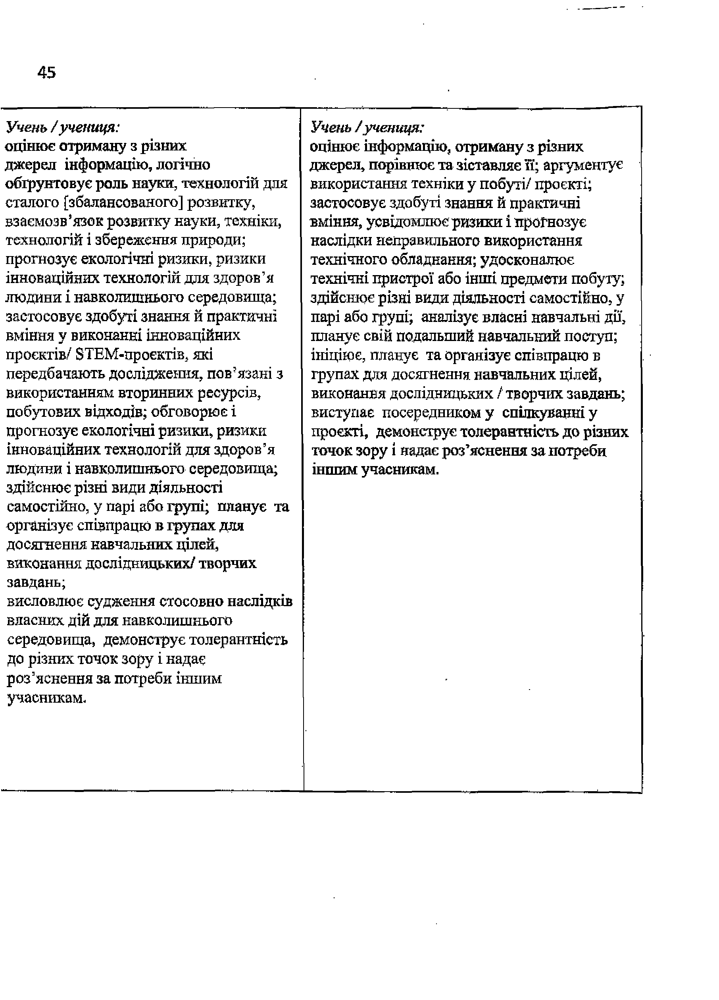 45
Учень / учениця:
оцінює отриману з різних
джерел інформацію, логічно
обґрунтовує роль науки, технологій для
сталого [збалансованого] розвитку,
взаємозв’язок розвитку науки, техніки,
технологій і збереження природи;
прогнозує екологічні ризики, ризики
інноваційних технологій для здоров’я
людини і навколишнього середовища;
застосовує здобуті знання й практичні
вміння у виконанні інноваційних
проєктів/ STEM-проєктів, які
передбачають дослідження, пов’язані з
використанням вторинних ресурсів,
побутових відходів; обговорює і
прогнозує екологічні ризики, ризики
інноваційних технологій для здоров’я
людини і навколишнього середовища;
здійснює різні види діяльності
самостійно, у парі або групі; планує та
організує співпрацю в групах для
досягнення навчальних цілей,
виконання дослідницьких/ творчих
завдань;
висловлює судження стосовно наслідків
власних дій для навколишнього
середовища, демонструє толерантність
до різних точок зору і надає
роз’яснення за потреби іншим
учасникам.
Учень / учениця:
оцінює інформацію, отриману з різних
джерел, порівнює та зіставляє її; аргументує
використання техніки у побуті/ проєкті;
застосовує здобуті знання й практичні
вміння, усвідомлює ризики і прогнозує
наслідки неправильного використання
технічного обладнання; удосконалює
технічні пристрої або інші предмети побуту;
здійснює різні види діяльності самостійно, у
парі або групі; аналізує власні навчальні дії,
планує свій подальший навчальний поступ;
ініціює, планує та організує співпрацю в
групах для досягнення навчальних цілей,
виконання дослідницьких / творчих завдань;
виступає посередником у спілкуванні у
проєкті, демонструє толерантність до різних
точок зору і надає роз’яснення за потреби
іншим учасникам.